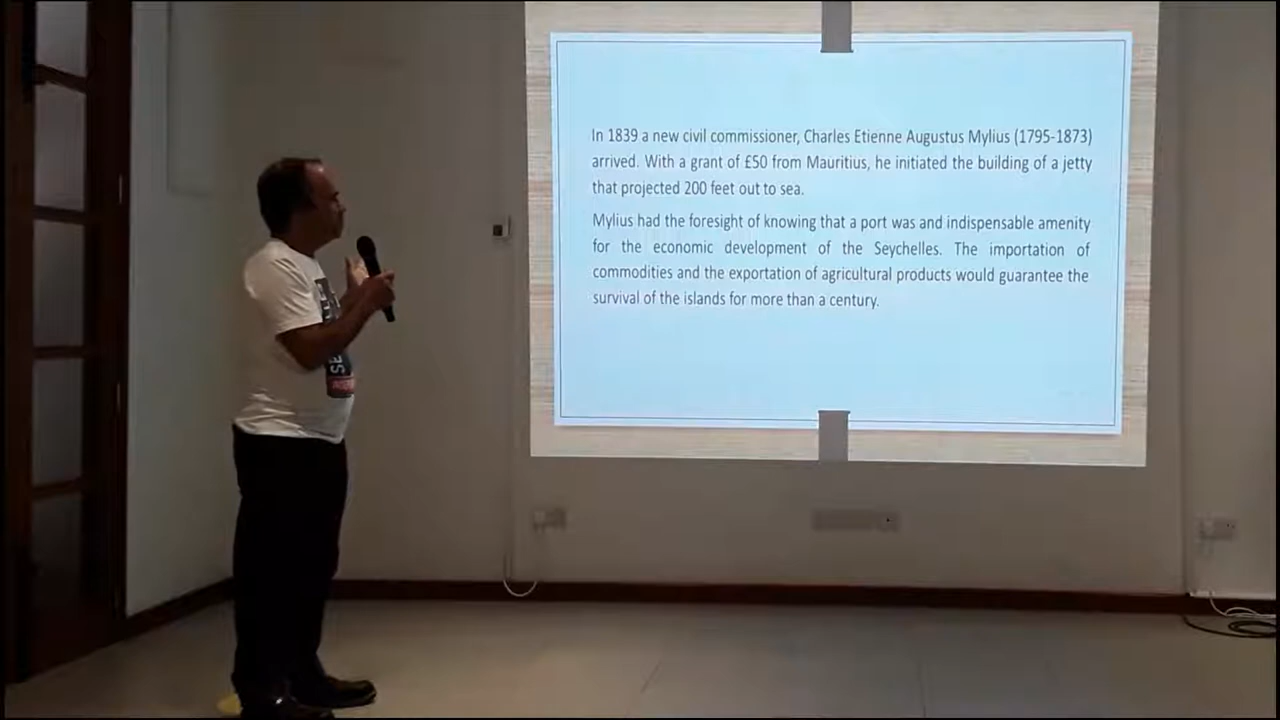 In 1839 a new civil commissioner, Charles Etienne Augustus Mylius (1795-1873)
arrived. With a grant of £50 from Mauritius, he initiated the building of a jetty
that projected 200 feet out to sea.
Mylius had the foresight of knowing that a port was and indispensable amenity
for the economic development of the Seychelles. The importation of
commodities and the exportation of agricultural products would guarantee the
survival of the islands for more than a century.